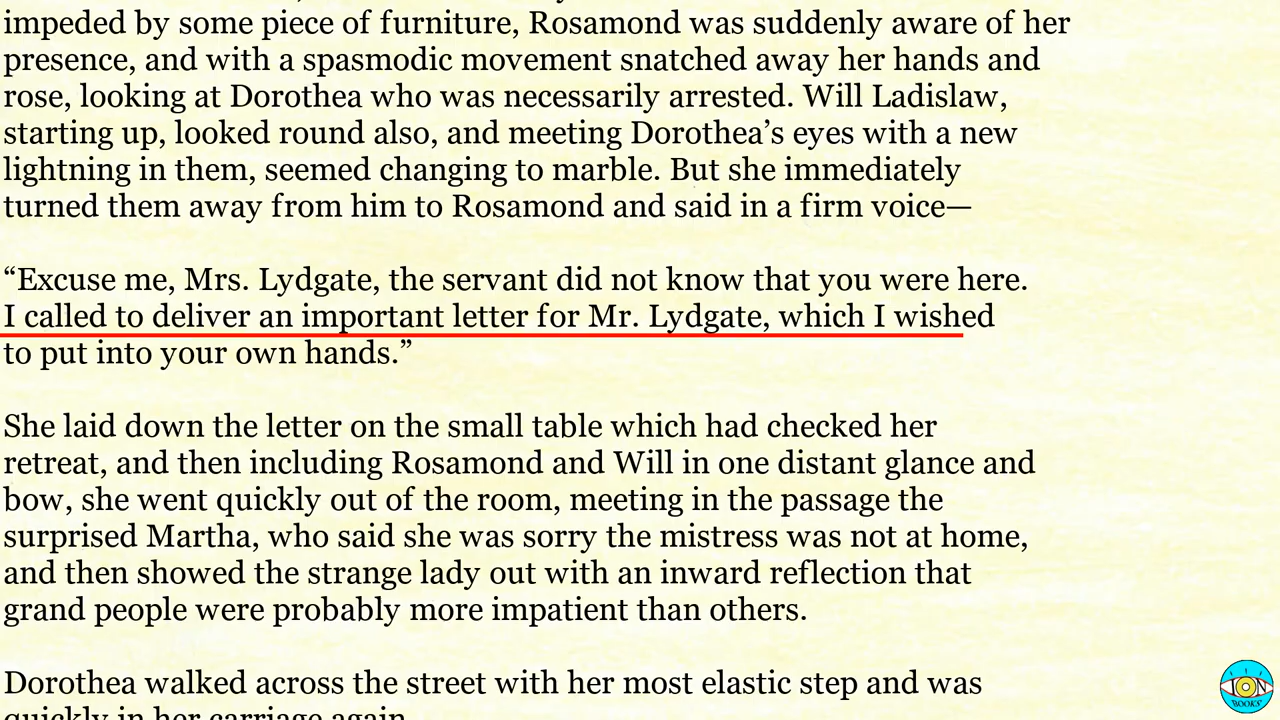 impeded by some piece of furniture, Rosamond was suddenly aware of her
presence, and with a spasmodic movement snatched away her hands and
rose, looking at Dorothea who was necessarily arrested. Will Ladislaw,
starting up, looked round also, and meeting Dorothea’s eyes with a new
lightning in them, seemed changing to marble. But she immediately
turned them away from him to Rosamond and said in a firm voice—
“Excuse me, Mrs. Lydgate, the servant did not know that you were here.
I called to deliver an important letter for Mr. Lydgate, which I wished
to put into your own hands.”
She laid down the letter on the small table which had checked her
retreat, and then including Rosamond and Will in one distant glance and
bow, she went quickly out of the room, meeting in the passage the
surprised Martha, who said she was sorry the mistress was not at home,
and then showed the strange lady out with an inward reflection that
grand people were probably more impatient than others.
Dorothea walked across the street with her most elastic step and was
quickly in her carriage again.
ION
BOOKS